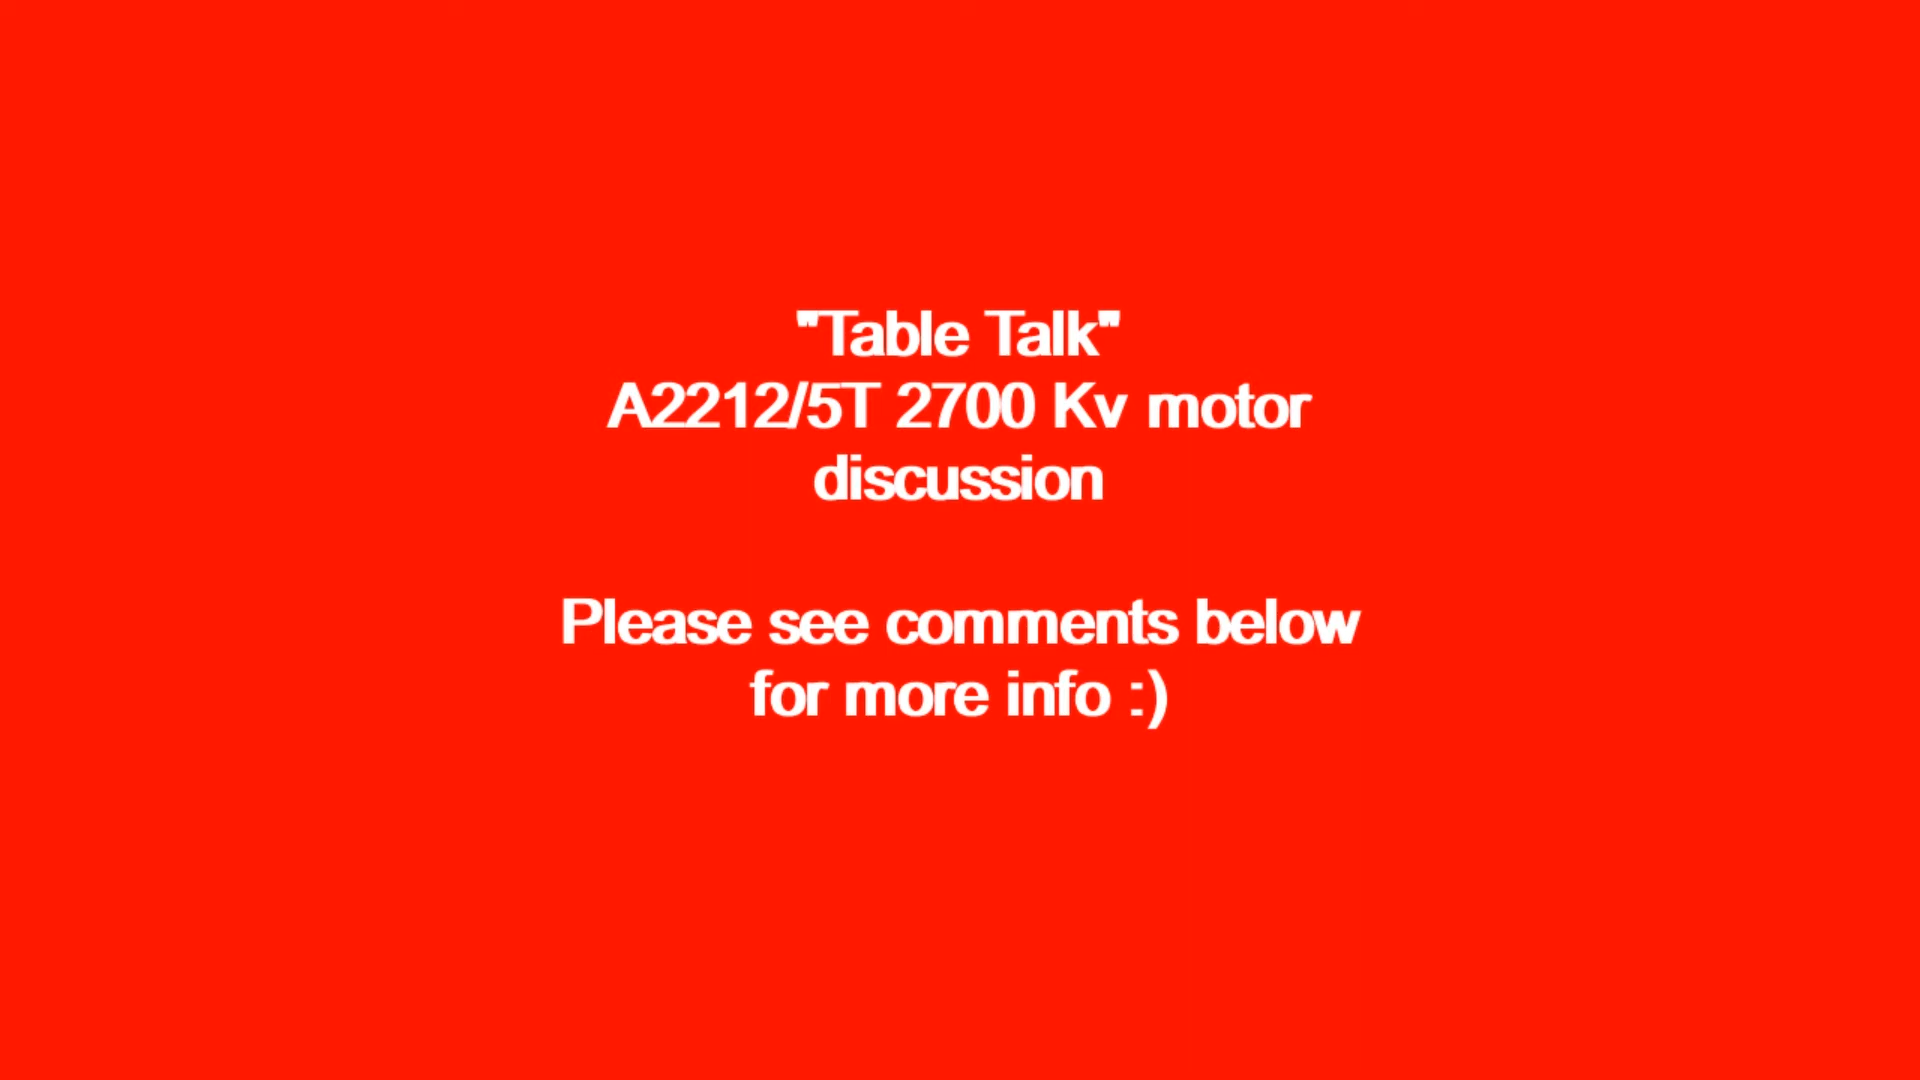 "Table Talk"
A2212/5T 2700 Kv motor
discussion
Please see comments below
for more info :)